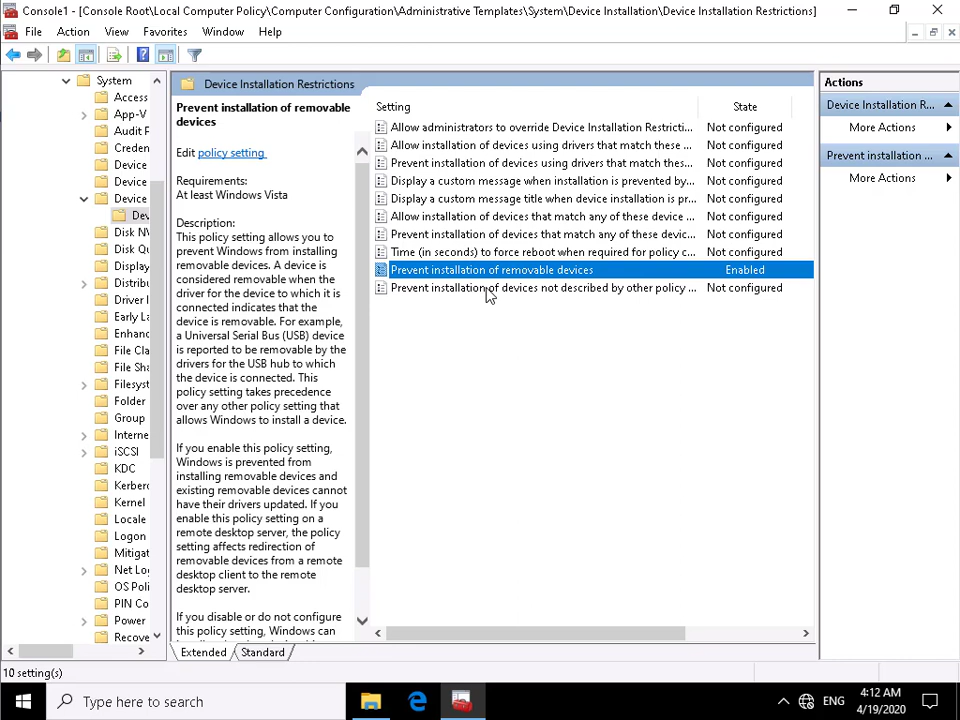 Console1 - [Console Root\Local Computer Policy\Computer Configuration\Administrative Templates\System\Device Installation\Device Installation Restrictions]
File Action View Favorites Window Help
System
Access
App-V
Audit P
Creden
Device
Device
Device
Dev
Disk NV
Disk Qu
Display
Distribu
Driver I
Early La
Enhanc
File Cla
File Sha
Filesyst
Folder
Group
Interne
iSCSI
KDC
Kerber
Kernel
Locale
Logon
Mitigat
Net Lo
OS Poli
PIN Co
Power
Recove
Device Installation Restrictions
Prevent installation of removable
devices
Edit policy setting
Requirements:
At least Windows Vista
Description:
This policy setting allows you to
prevent Windows from installing
removable devices. A device is
considered removable when the
driver for the device to which it is
connected indicates that the
device is removable. For example,
a Universal Serial Bus (USB) device
is reported to be removable by the
drivers for the USB hub to which
the device is connected. This
policy setting takes precedence
over any other policy setting that
allows Windows to install a device.
If you enable this policy setting,
Windows is prevented from
installing removable devices and
existing removable devices cannot
have their drivers updated. If you
enable this policy setting on a
remote desktop server, the policy
setting affects redirection of
removable devices from a remote
desktop client to the remote
desktop server.
If you disable or do not configure
this policy setting, Windows can
Setting State
Allow administrators to override Device Installation Restricti... Not configured
Allow installation of devices using drivers that match these ... Not configured
Prevent installation of devices using drivers that match thes... Not configured
Display a custom message when installation is prevented by... Not configured
Display a custom message title when device installation is pr... Not configured
Allow installation of devices that match any of these device ... Not configured
Prevent installation of devices that match any of these devic... Not configured
Time (in seconds) to force reboot when required for policy c... Not configured
Prevent installation of removable devices Enabled
Prevent installation of devices not described by other policy ... Not configured
Extended Standard
Actions
Device Installation R...
More Actions
Prevent installation ...
More Actions
10 setting(s)
Type here to search
ENG
4:12 AM
4/19/2020